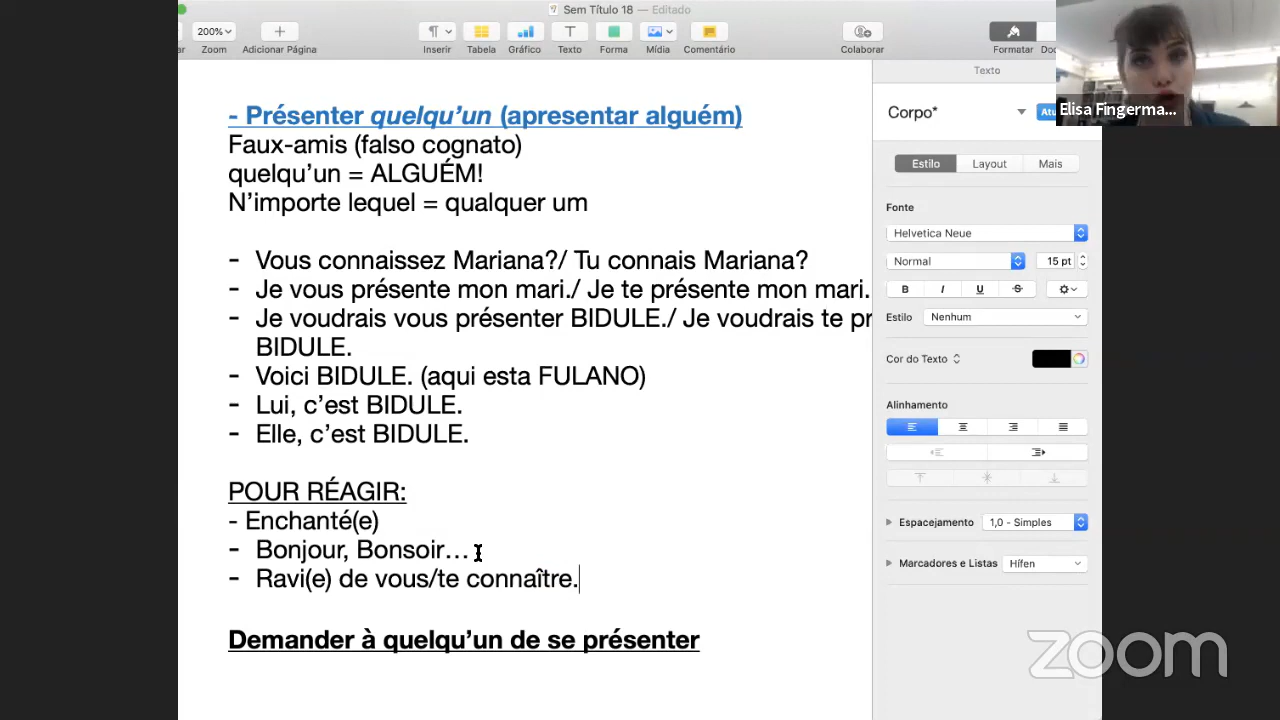 Sem Título 18 — Editado
200%
Zoom
Adicionar Página
Inserir
Tabela
Gráfico
Texto
Forma
Mídia
Comentário
Colaborar
Formatar
Elisa Fingerma...
- Présenter quelqu’un (apresentar alguém)
Faux-amis (falso cognato)
quelqu’un = ALGUÉM!
N’importe lequel = qualquer um
- Vous connaissez Mariana?/ Tu connais Mariana?
- Je vous présente mon mari./ Je te présente mon mari.
- Je voudrais vous présenter BIDULE./ Je voudrais te
BIDULE.
- Voici BIDULE. (aqui esta FULANO)
- Lui, c’est BIDULE.
- Elle, c’est BIDULE.
POUR RÉAGIR:
- Enchanté(e)
- Bonjour, Bonsoir…
- Ravi(e) de vous/te connaître.
Demander à quelqu’un de se présenter
Texto
Corpo*
Estilo Layout Mais
Fonte
Helvetica Neue
Normal 15 pt
B I U S
Estilo Nenhum
Cor do Texto
Alinhamento
Espacejamento 1,0 - Simples
Marcadores e Listas Hífen
zoom